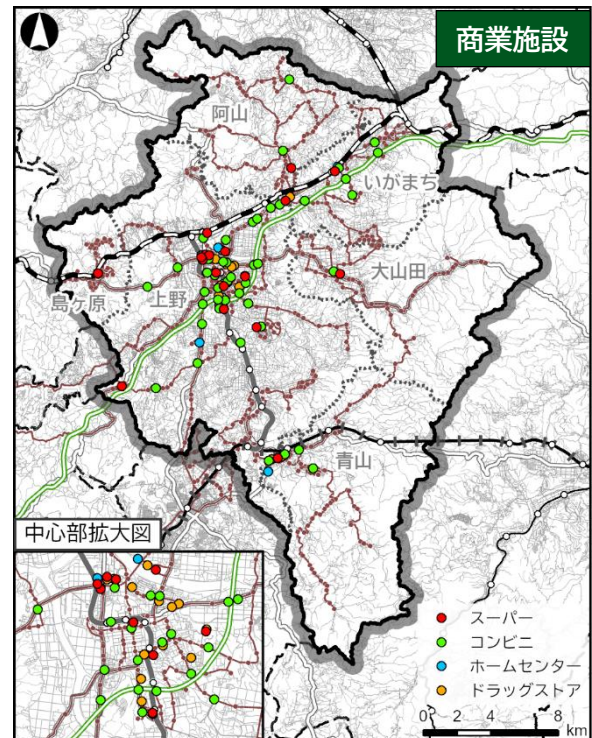 商業施設
阿山
いがまち
大山田
島ヶ原
上野
青山
中心部拡大図
スーパー
コンビニ
ホームセンター
ドラッグストア
0 2 4 8
km